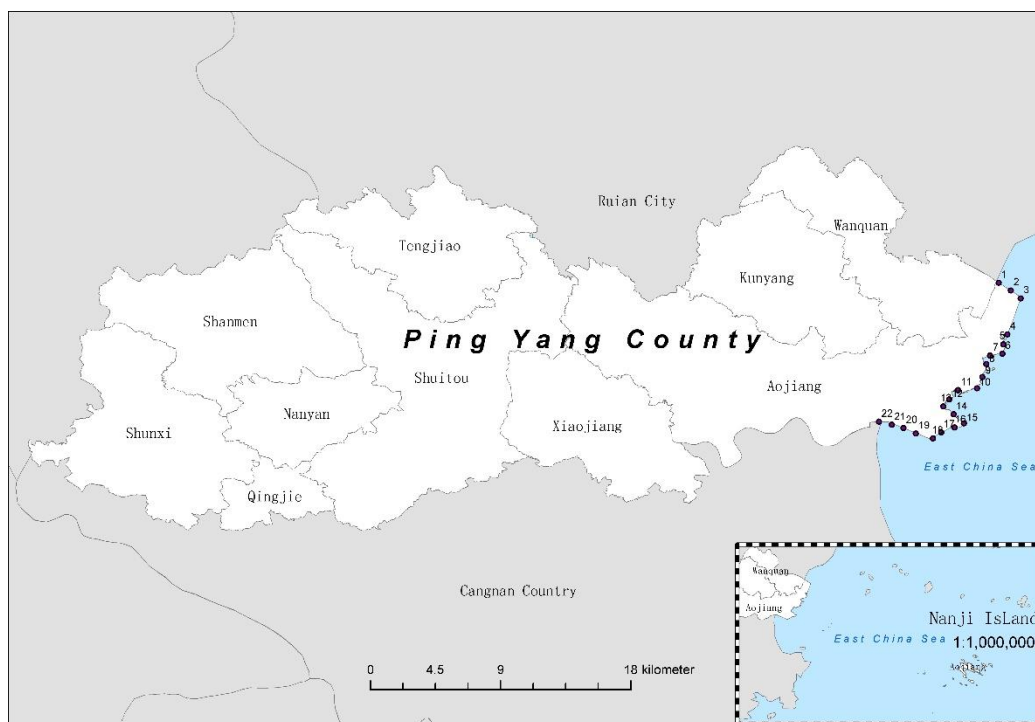 Ruian City
Wanquan
Tengjiao
Kunyang
1
2
3
Shanmen
Ping Yang County
4
5
6
7
8
9
Shuitou
Aojiang
10
11
12
13
Nanyan
14
15
16
17
18
19
20
21
22
Shunxi
Xiaojiang
East China Sea
Qingjie
Cangnan Country
Wanquan
Aojiang
Nanji IsLand
East China Sea
1:1,000,000
0 4.5 9 18 kilometer